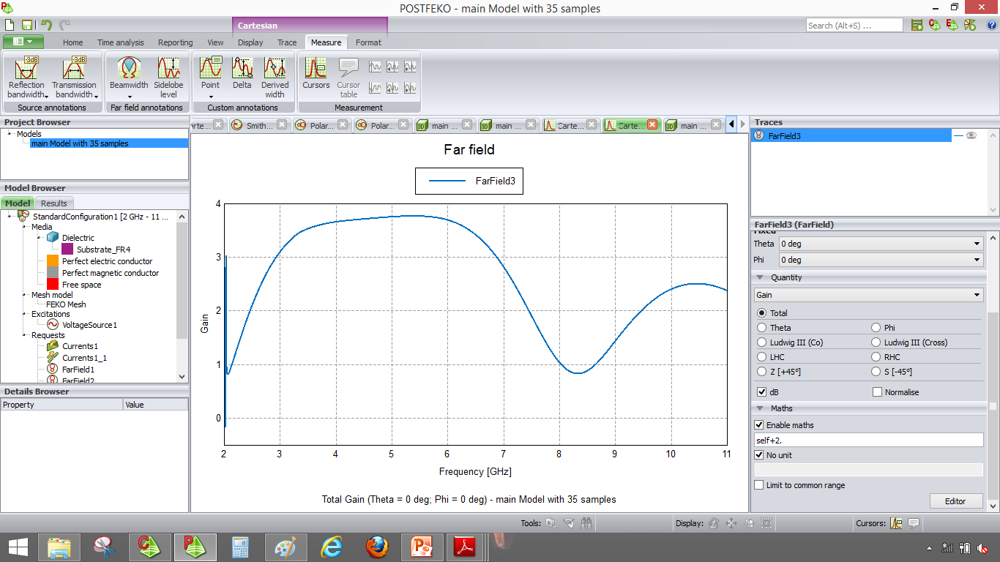 POSTFEKO - main Model with 35 samples
Cartesian
Search (Alt+S) ...
Home Time analysis Reporting View Display Trace Measure Format
-3dB -3dB
Reflection bandwidth Transmission bandwidth Beamwidth Sidelobe level Point Delta Derived width Cursors Cursor table
Source annotations Far field annotations Custom annotations Measurement
Project Browser
Models
main Model with 35 samples
Model Browser
Model Results
StandardConfiguration1 [2 GHz - 11 ...
Media
Dielectric
Substrate_FR4
Perfect electric conductor
Perfect magnetic conductor
Free space
Mesh model
FEKO Mesh
Excitations
VoltageSource1
Requests
Currents1
Currents1_1
FarField1
FarField2
Details Browser
Property Value
arte... Smith... Polar... Polar... main ... main ... Carte... Carte... main ...
Far field
FarField3
4
3
2
1
0
Gain
2 3 4 5 6 7 8 9 10 11
Frequency [GHz]
Total Gain (Theta = 0 deg; Phi = 0 deg) - main Model with 35 samples
Traces
FarField3
FarField3 (FarField)
Fixed
Theta 0 deg
Phi 0 deg
Quantity
Gain
Total
Theta Phi
Ludwig III (Co) Ludwig III (Cross)
LHC RHC
Z [+45°] S [-45°]
dB Normalise
Maths
Enable maths
self+2.
No unit
Limit to common range
Editor
Tools: Display: Cursors: